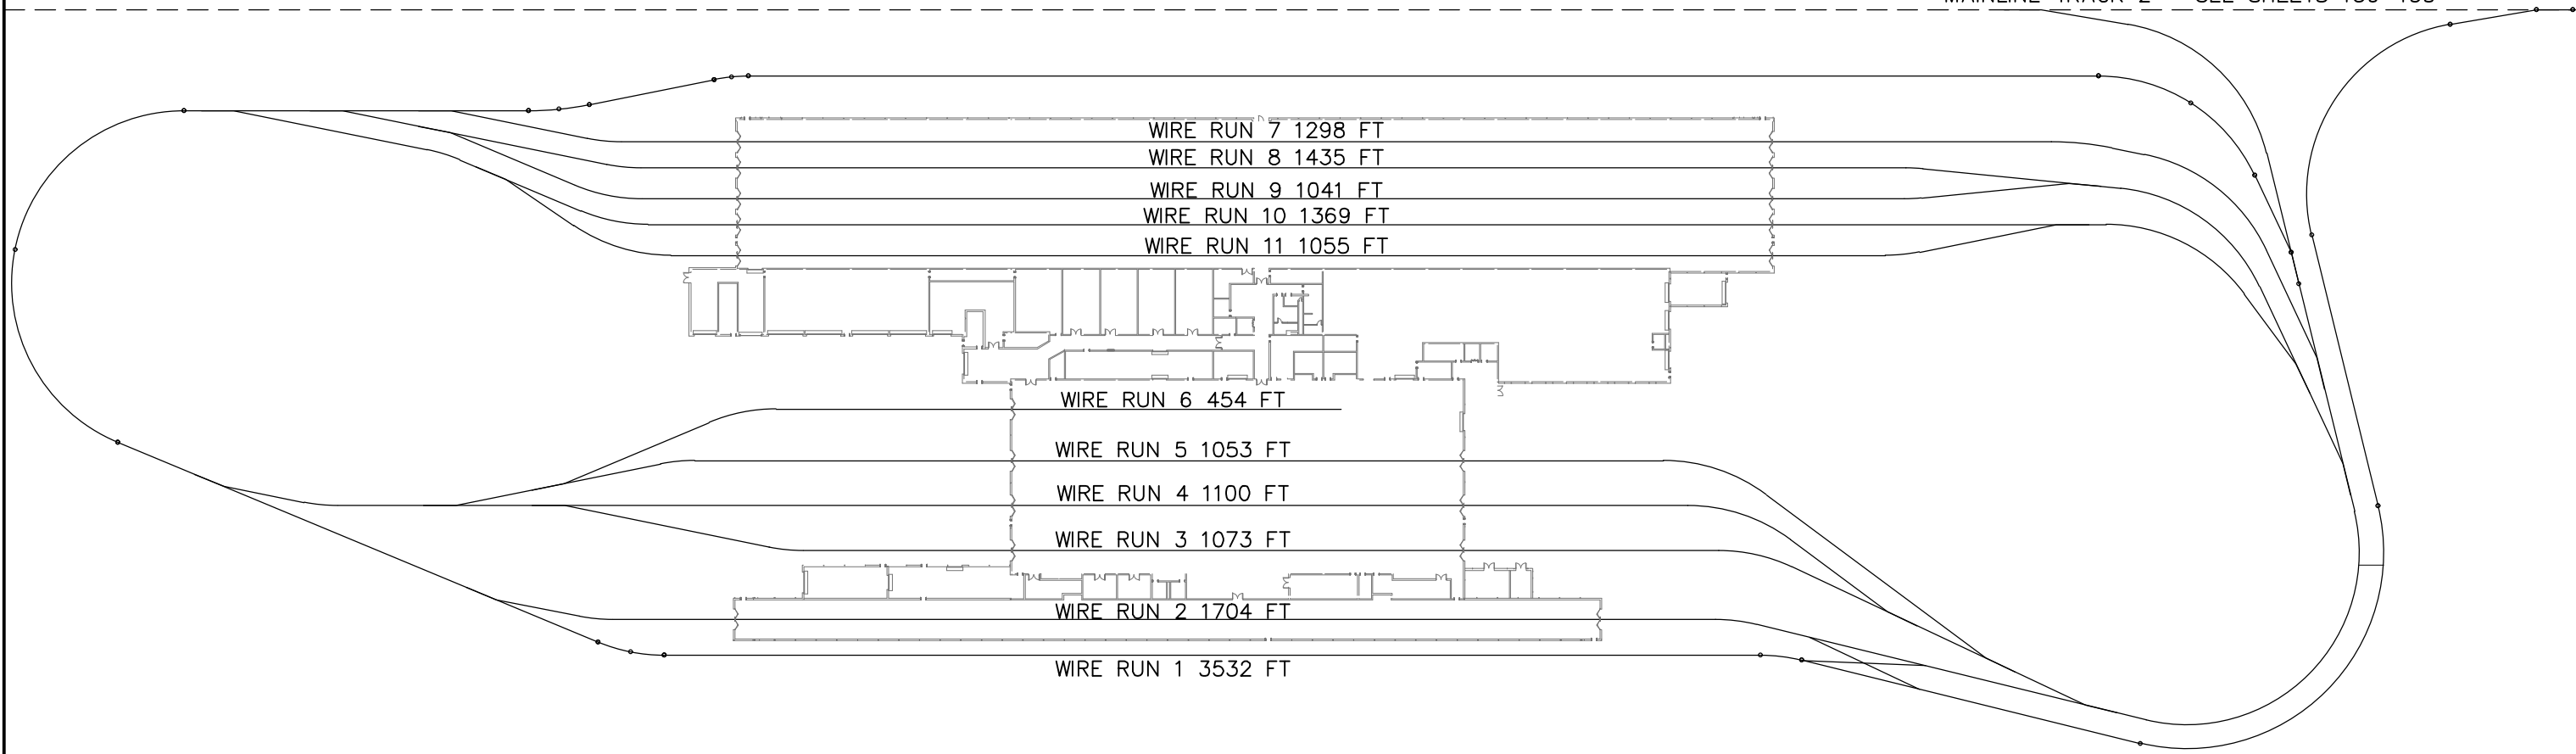 WIRE RUN 7 1298 FT
WIRE RUN 8 1435 FT
WIRE RUN 9 1041 FT
WIRE RUN 10 1369 FT
WIRE RUN 11 1055 FT
WIRE RUN 6 454 FT
WIRE RUN 5 1053 FT
WIRE RUN 4 1100 FT
WIRE RUN 3 1073 FT
WIRE RUN 2 1704 FT
WIRE RUN 1 3532 FT